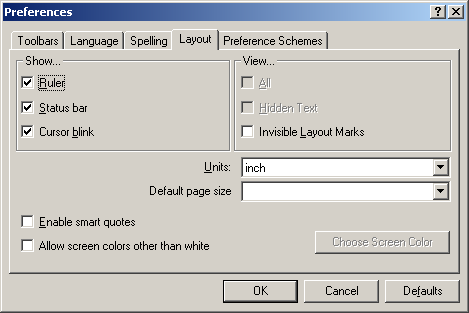 Preferences
Toolbars Language Spelling Layout Preference Schemes
Show... View...
Ruler All
Status bar Hidden Text
Cursor blink Invisible Layout Marks
Units: inch
Default page size
Enable smart quotes
Allow screen colors other than white Choose Screen Color
OK Cancel Defaults